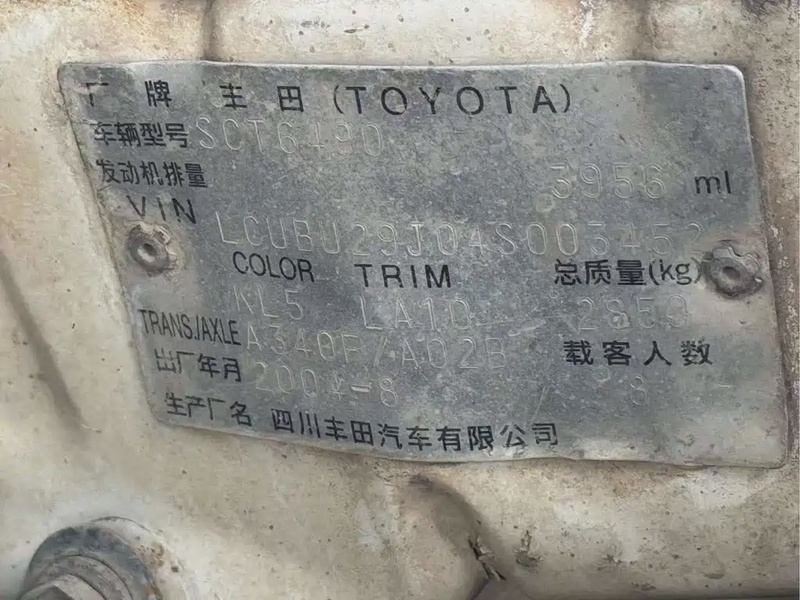 厂牌 丰田(TOYOTA)
车辆型号 SCT6490
发动机排量 3956 ml
VIN LCUBU29J04S003452
COLOR TRIM 总质量(kg)
KL5 LA10 2850
TRANS./AXLE A340F/A02B 载客人数
出厂年月 2004-8 8
生产厂名 四川丰田汽车有限公司